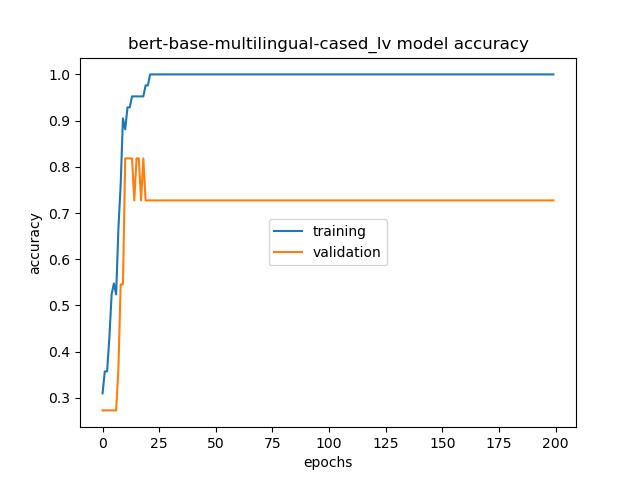 bert-base-multilingual-cased_lv model accuracy
accuracy
1.0
0.9
0.8
0.7
0.6
0.5
0.4
0.3
training
validation
0 25 50 75 100 125 150 175 200
epochs